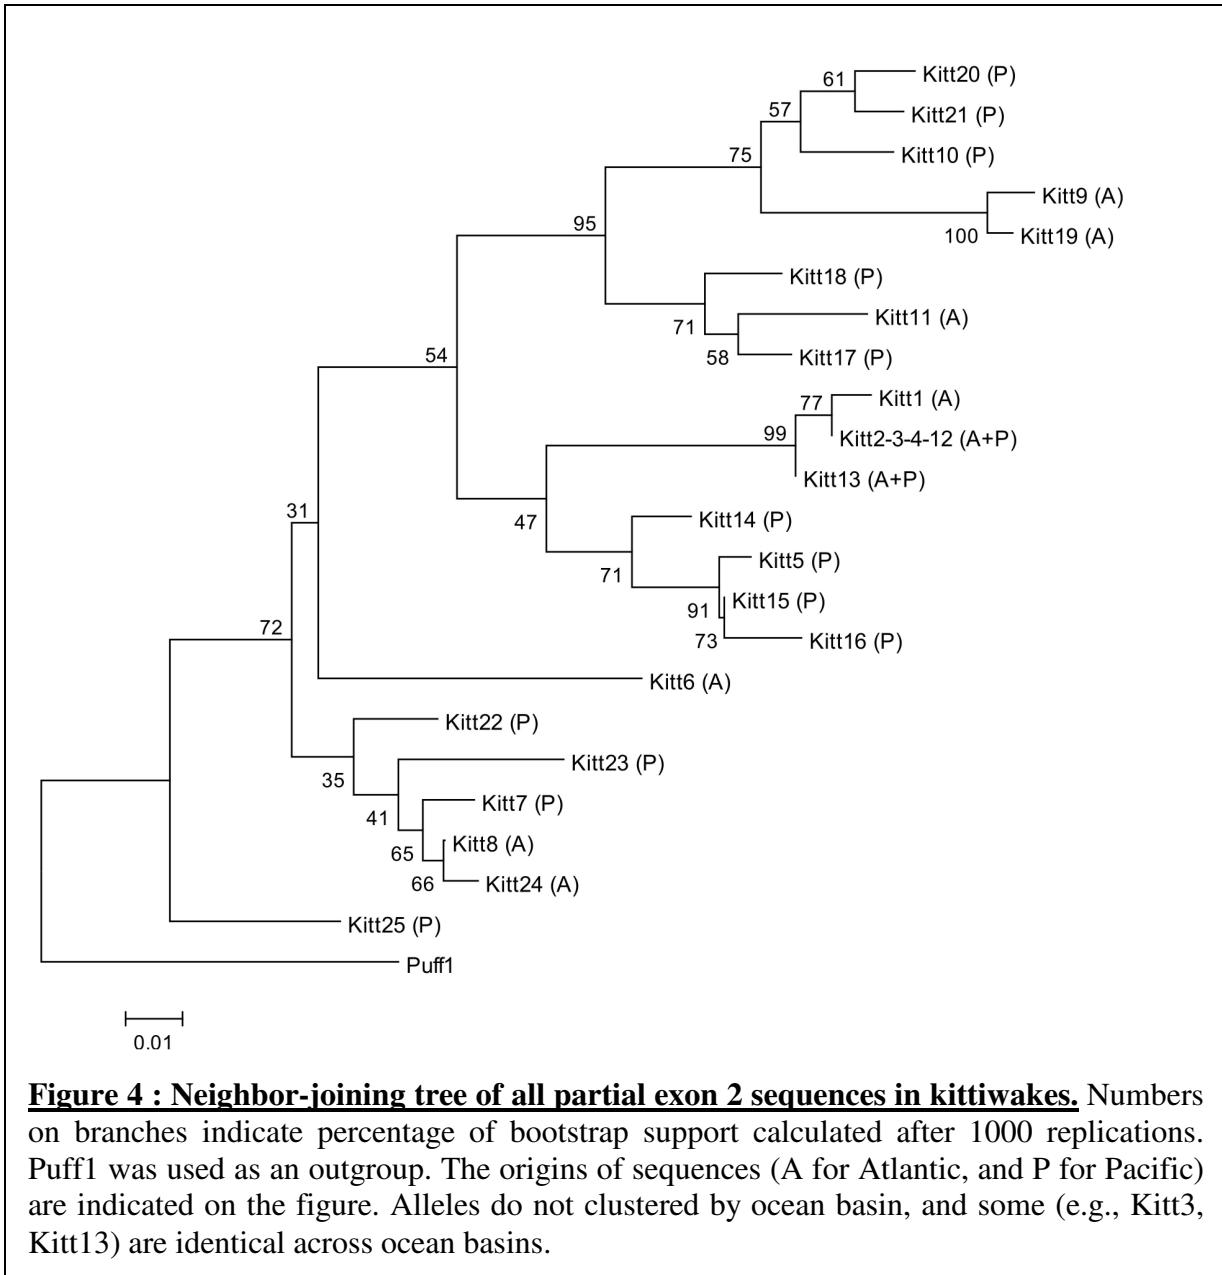 61
Kitt20 (P)
57
Kitt21 (P)
75
Kitt10 (P)
Kitt9 (A)
95
100
Kitt19 (A)
Kitt18 (P)
71
Kitt11 (A)
58
Kitt17 (P)
54
77
Kitt1 (A)
99
Kitt2-3-4-12 (A+P)
Kitt13 (A+P)
31
47
Kitt14 (P)
71
Kitt5 (P)
91
Kitt15 (P)
73
Kitt16 (P)
72
Kitt6 (A)
Kitt22 (P)
35
Kitt23 (P)
41
Kitt7 (P)
65
Kitt8 (A)
66
Kitt24 (A)
Kitt25 (P)
Puff1
0.01
Figure 4 : Neighbor-joining tree of all partial exon 2 sequences in kittiwakes. Numbers
on branches indicate percentage of bootstrap support calculated after 1000 replications.
Puff1 was used as an outgroup. The origins of sequences (A for Atlantic, and P for Pacific)
are indicated on the figure. Alleles do not clustered by ocean basin, and some (e.g., Kitt3,
Kitt13) are identical across ocean basins.